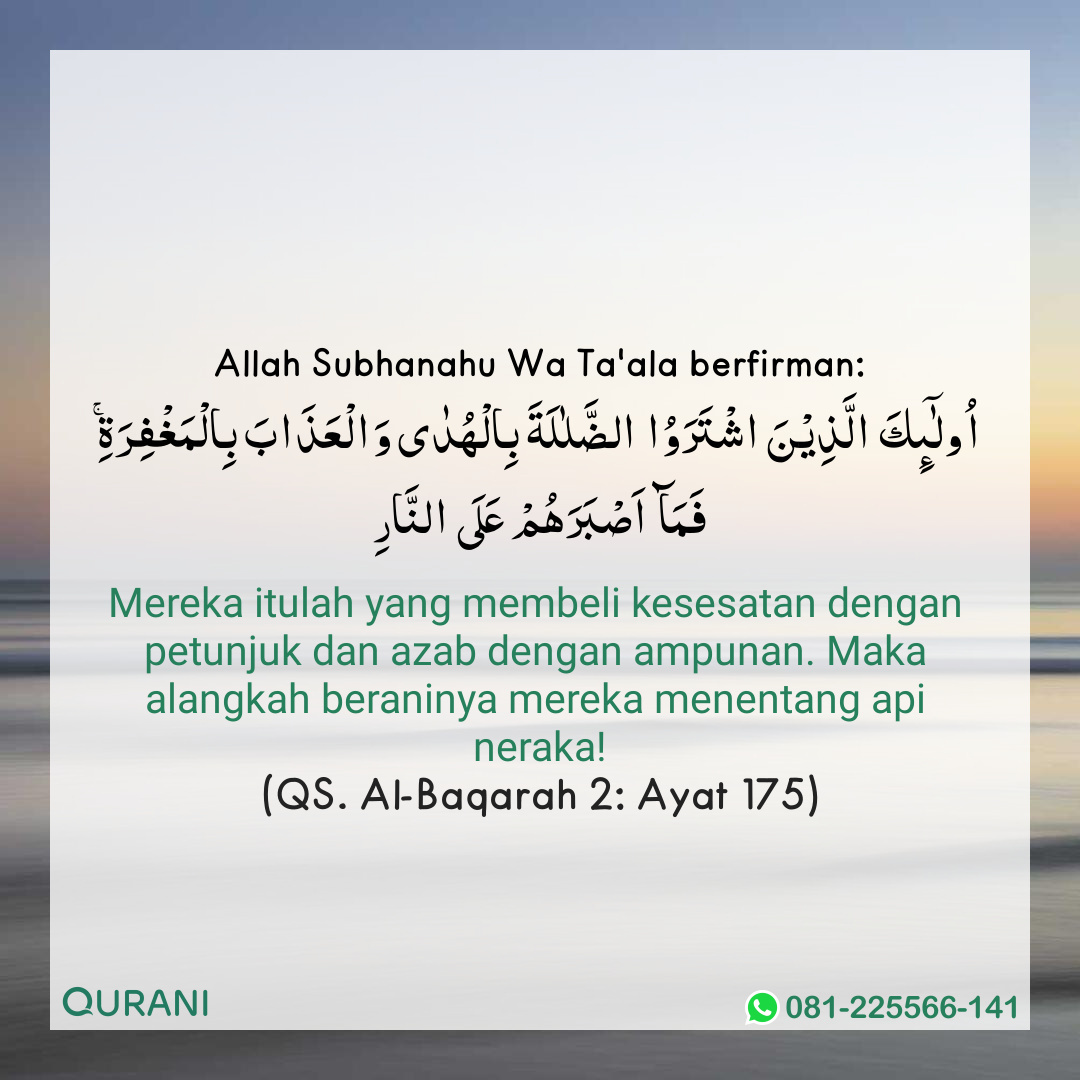 Allah Subhanahu Wa Ta'ala berfirman:
اُولٰٓئِكَ الَّذِيْنَ اشْتَرَوُا الضَّلٰلَةَ بِالْهُدٰى وَالْعَذَابَ بِالْمَغْفِرَةِۚ
فَمَآ اَصْبَرَهُمْ عَلَى النَّارِ
Mereka itulah yang membeli kesesatan dengan
petunjuk dan azab dengan ampunan. Maka
alangkah beraninya mereka menentang api
neraka!
(QS. Al-Baqarah 2: Ayat 175)
QURANI
081-225566-141